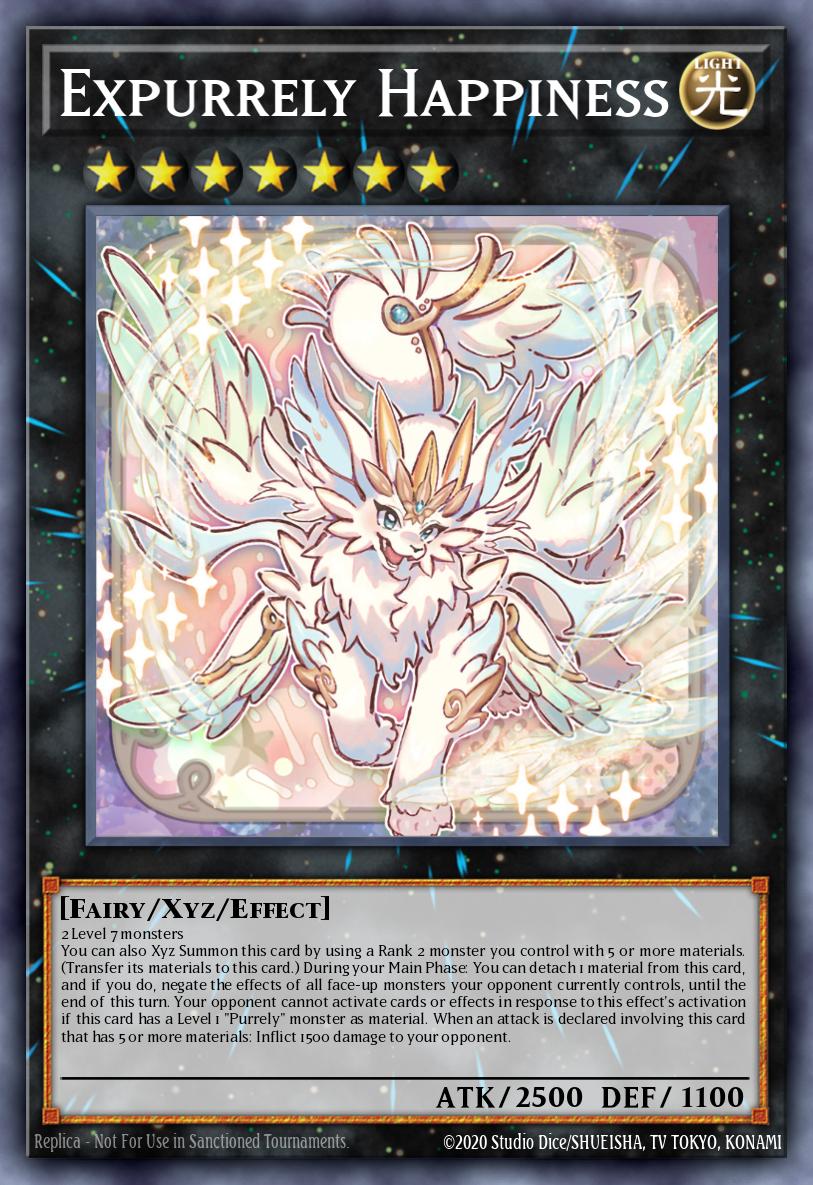 Expurrely Happiness
LIGHT
光
[Fairy/Xyz/Effect]
2 Level 7 monsters
You can also Xyz Summon this card by using a Rank 2 monster you control with 5 or more materials.
(Transfer its materials to this card.) During your Main Phase: You can detach 1 material from this card,
and if you do, negate the effects of all face-up monsters your opponent currently controls, until the
end of this turn. Your opponent cannot activate cards or effects in response to this effect's activation
if this card has a Level 1 "Purrely" monster as material. When an attack is declared involving this card
that has 5 or more materials: Inflict 1500 damage to your opponent.
ATK/2500 DEF/1100
Replica - Not For Use in Sanctioned Tournaments.
©2020 Studio Dice/SHUEISHA, TV TOKYO, KONAMI